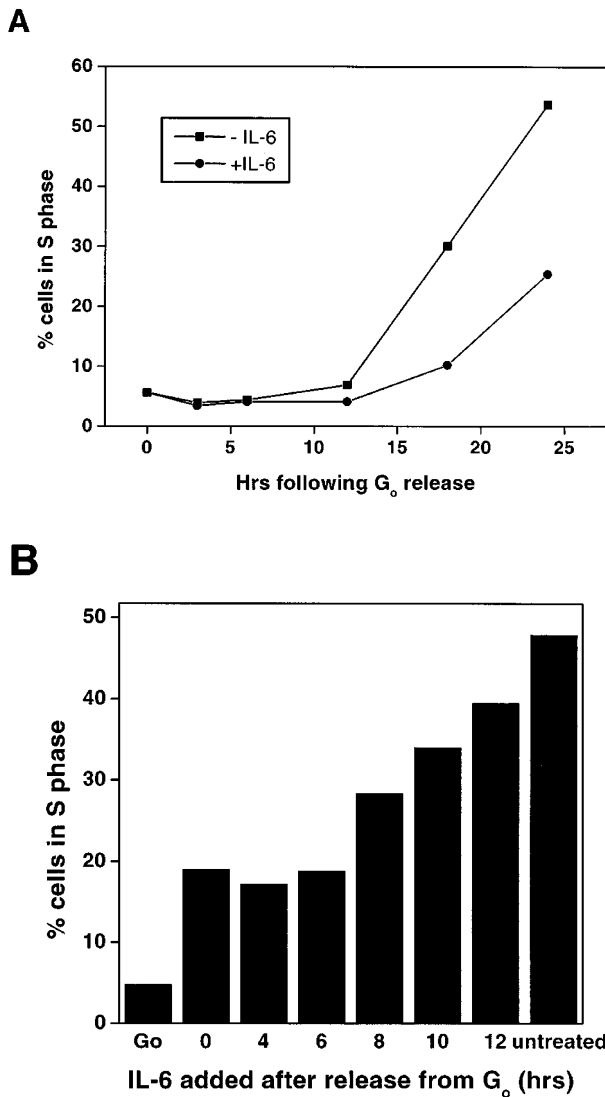 A
60
50
40
30
20
10
0
% cells in S phase
- IL-6
+IL-6
0 5 10 15 20 25
Hrs following Go release
B
50
40
30
20
10
0
% cells in S phase
Go 0 4 6 8 10 12 untreated
IL-6 added after release from Go (hrs)